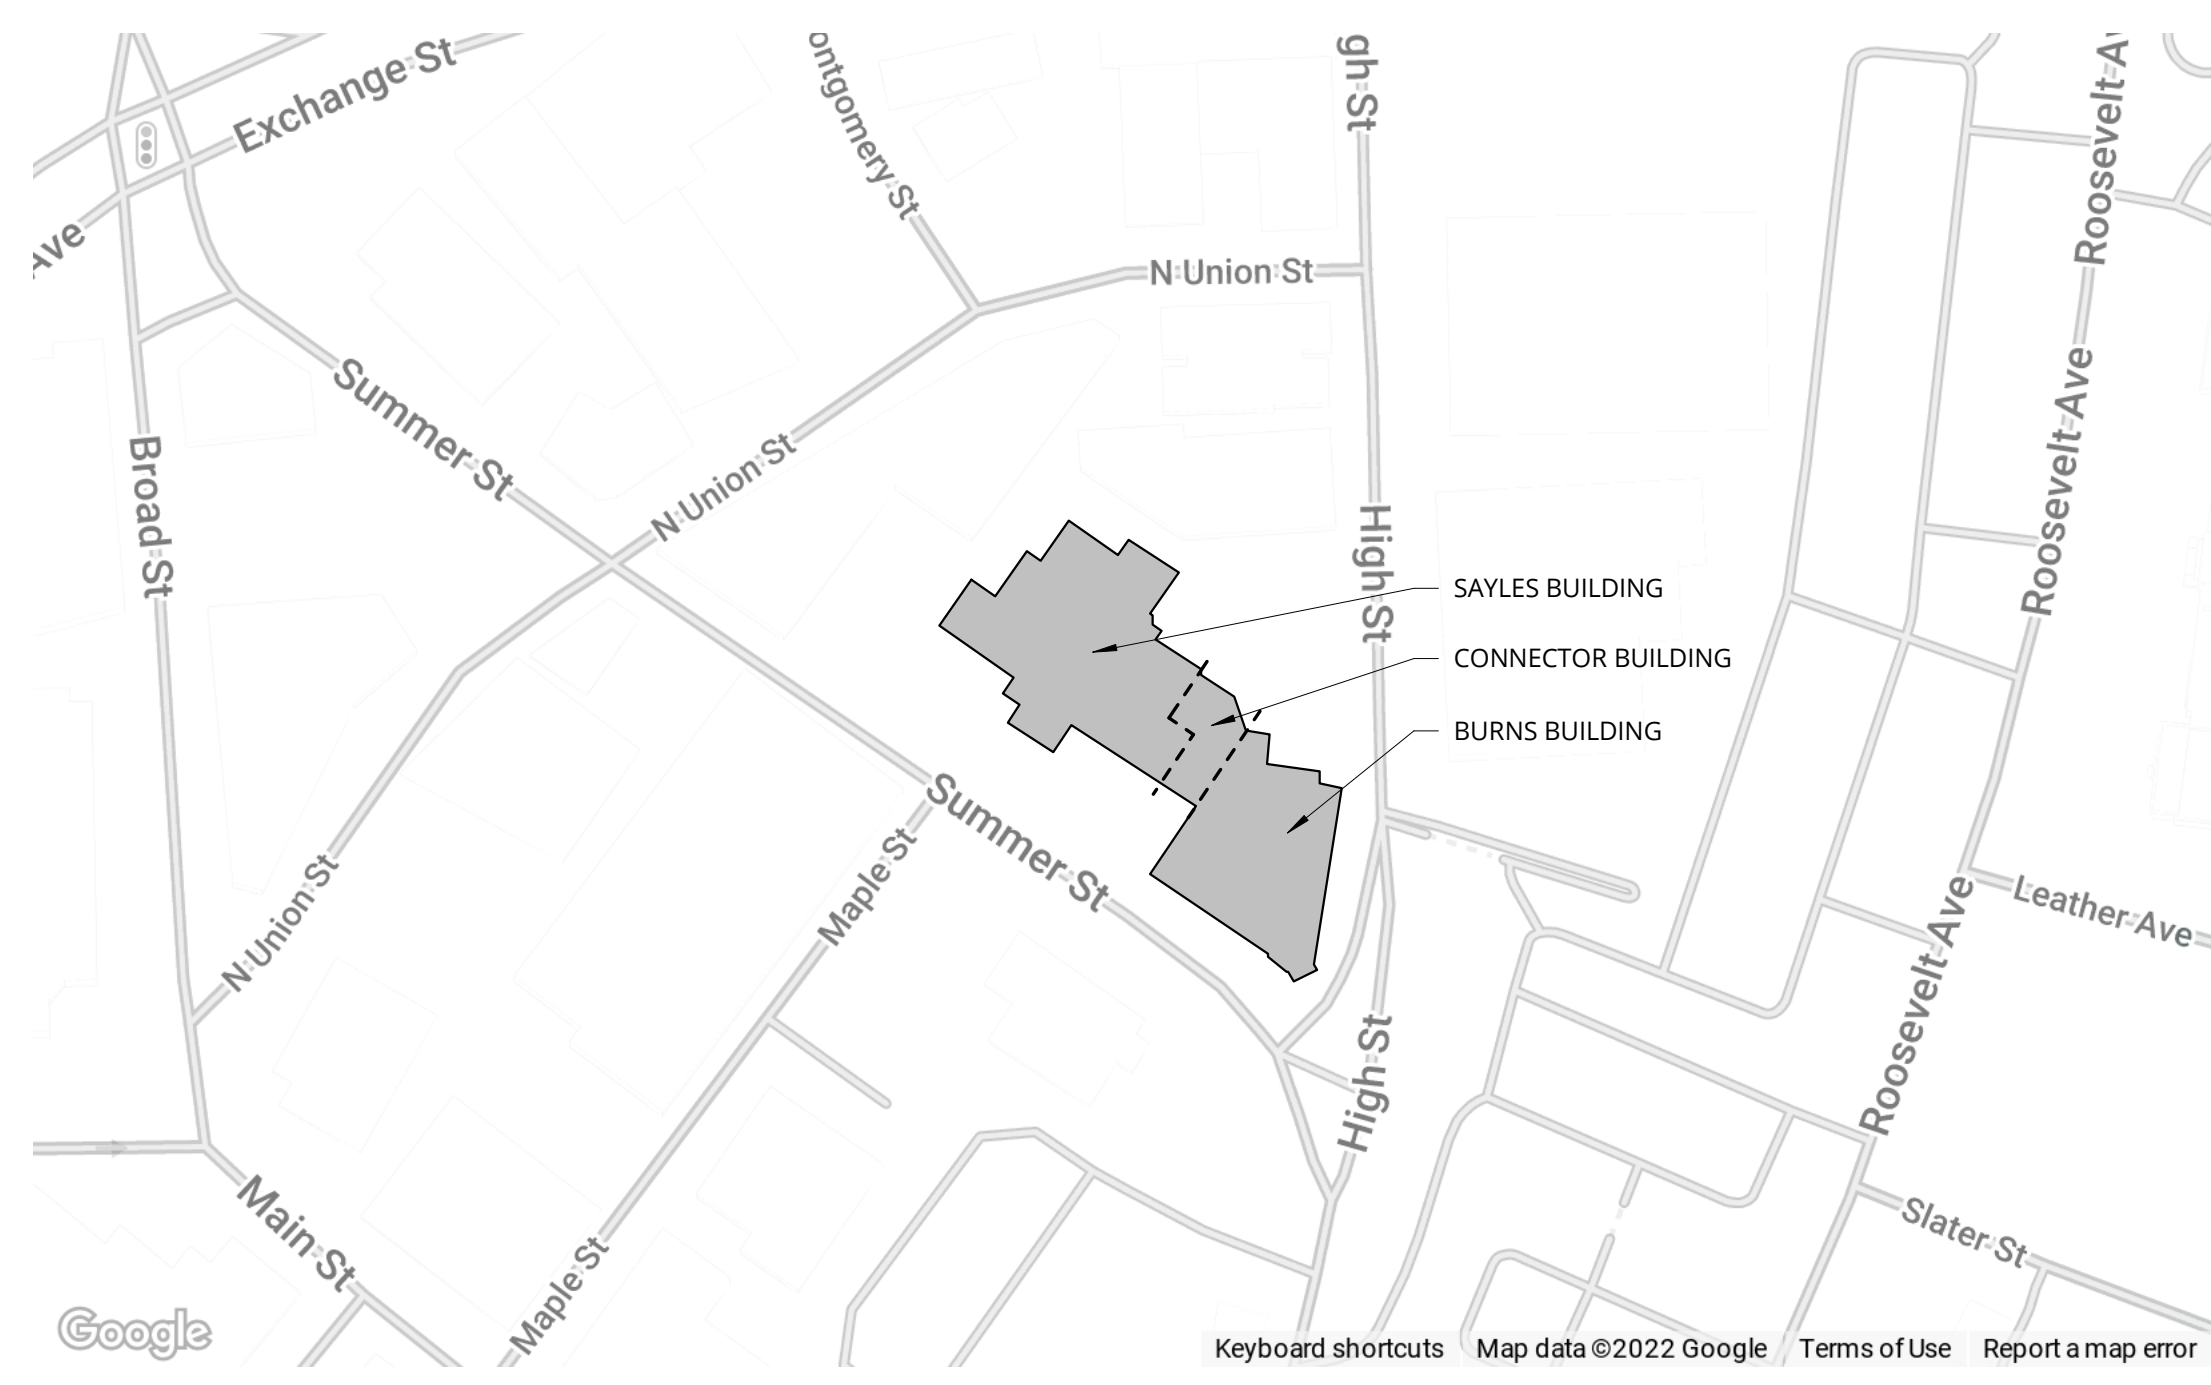 Exchange St
ontgomery St
gh St
Roosevelt A
Roosevelt Ave
Ave
N Union St
Summer St
Roosevelt Ave
Broad St
N Union St
High St
SAYLES BUILDING
CONNECTOR BUILDING
BURNS BUILDING
Summer St
Maple St
N Union St
Leather Ave
Roosevelt Ave
High St
Main St
Slater St
Maple St
Google
Keyboard shortcuts
Map data ©2022 Google
Terms of Use
Report a map error